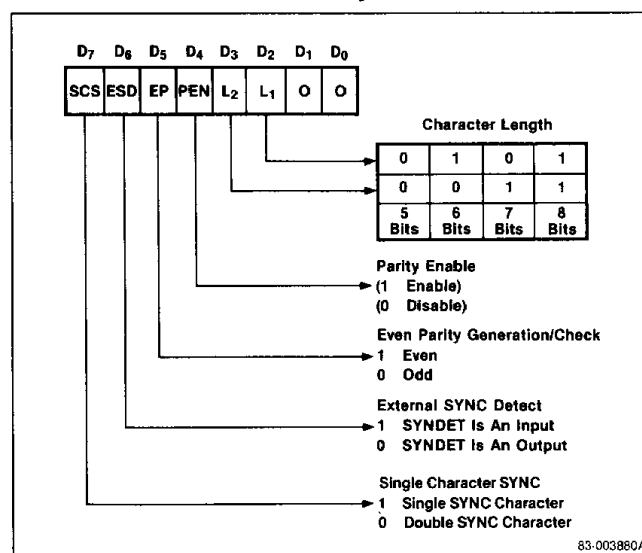 D7 D6 D5 D4 D3 D2 D1 D0
SCS ESD EP PEN L2 L1 O O
Character Length
0 1 0 1
0 0 1 1
5 Bits 6 Bits 7 Bits 8 Bits
Parity Enable
(1 Enable)
(0 Disable)
Even Parity Generation/Check
1 Even
0 Odd
External SYNC Detect
1 SYNDET Is An Input
0 SYNDET Is An Output
Single Character SYNC
1 Single SYNC Character
0 Double SYNC Character
83-003880A